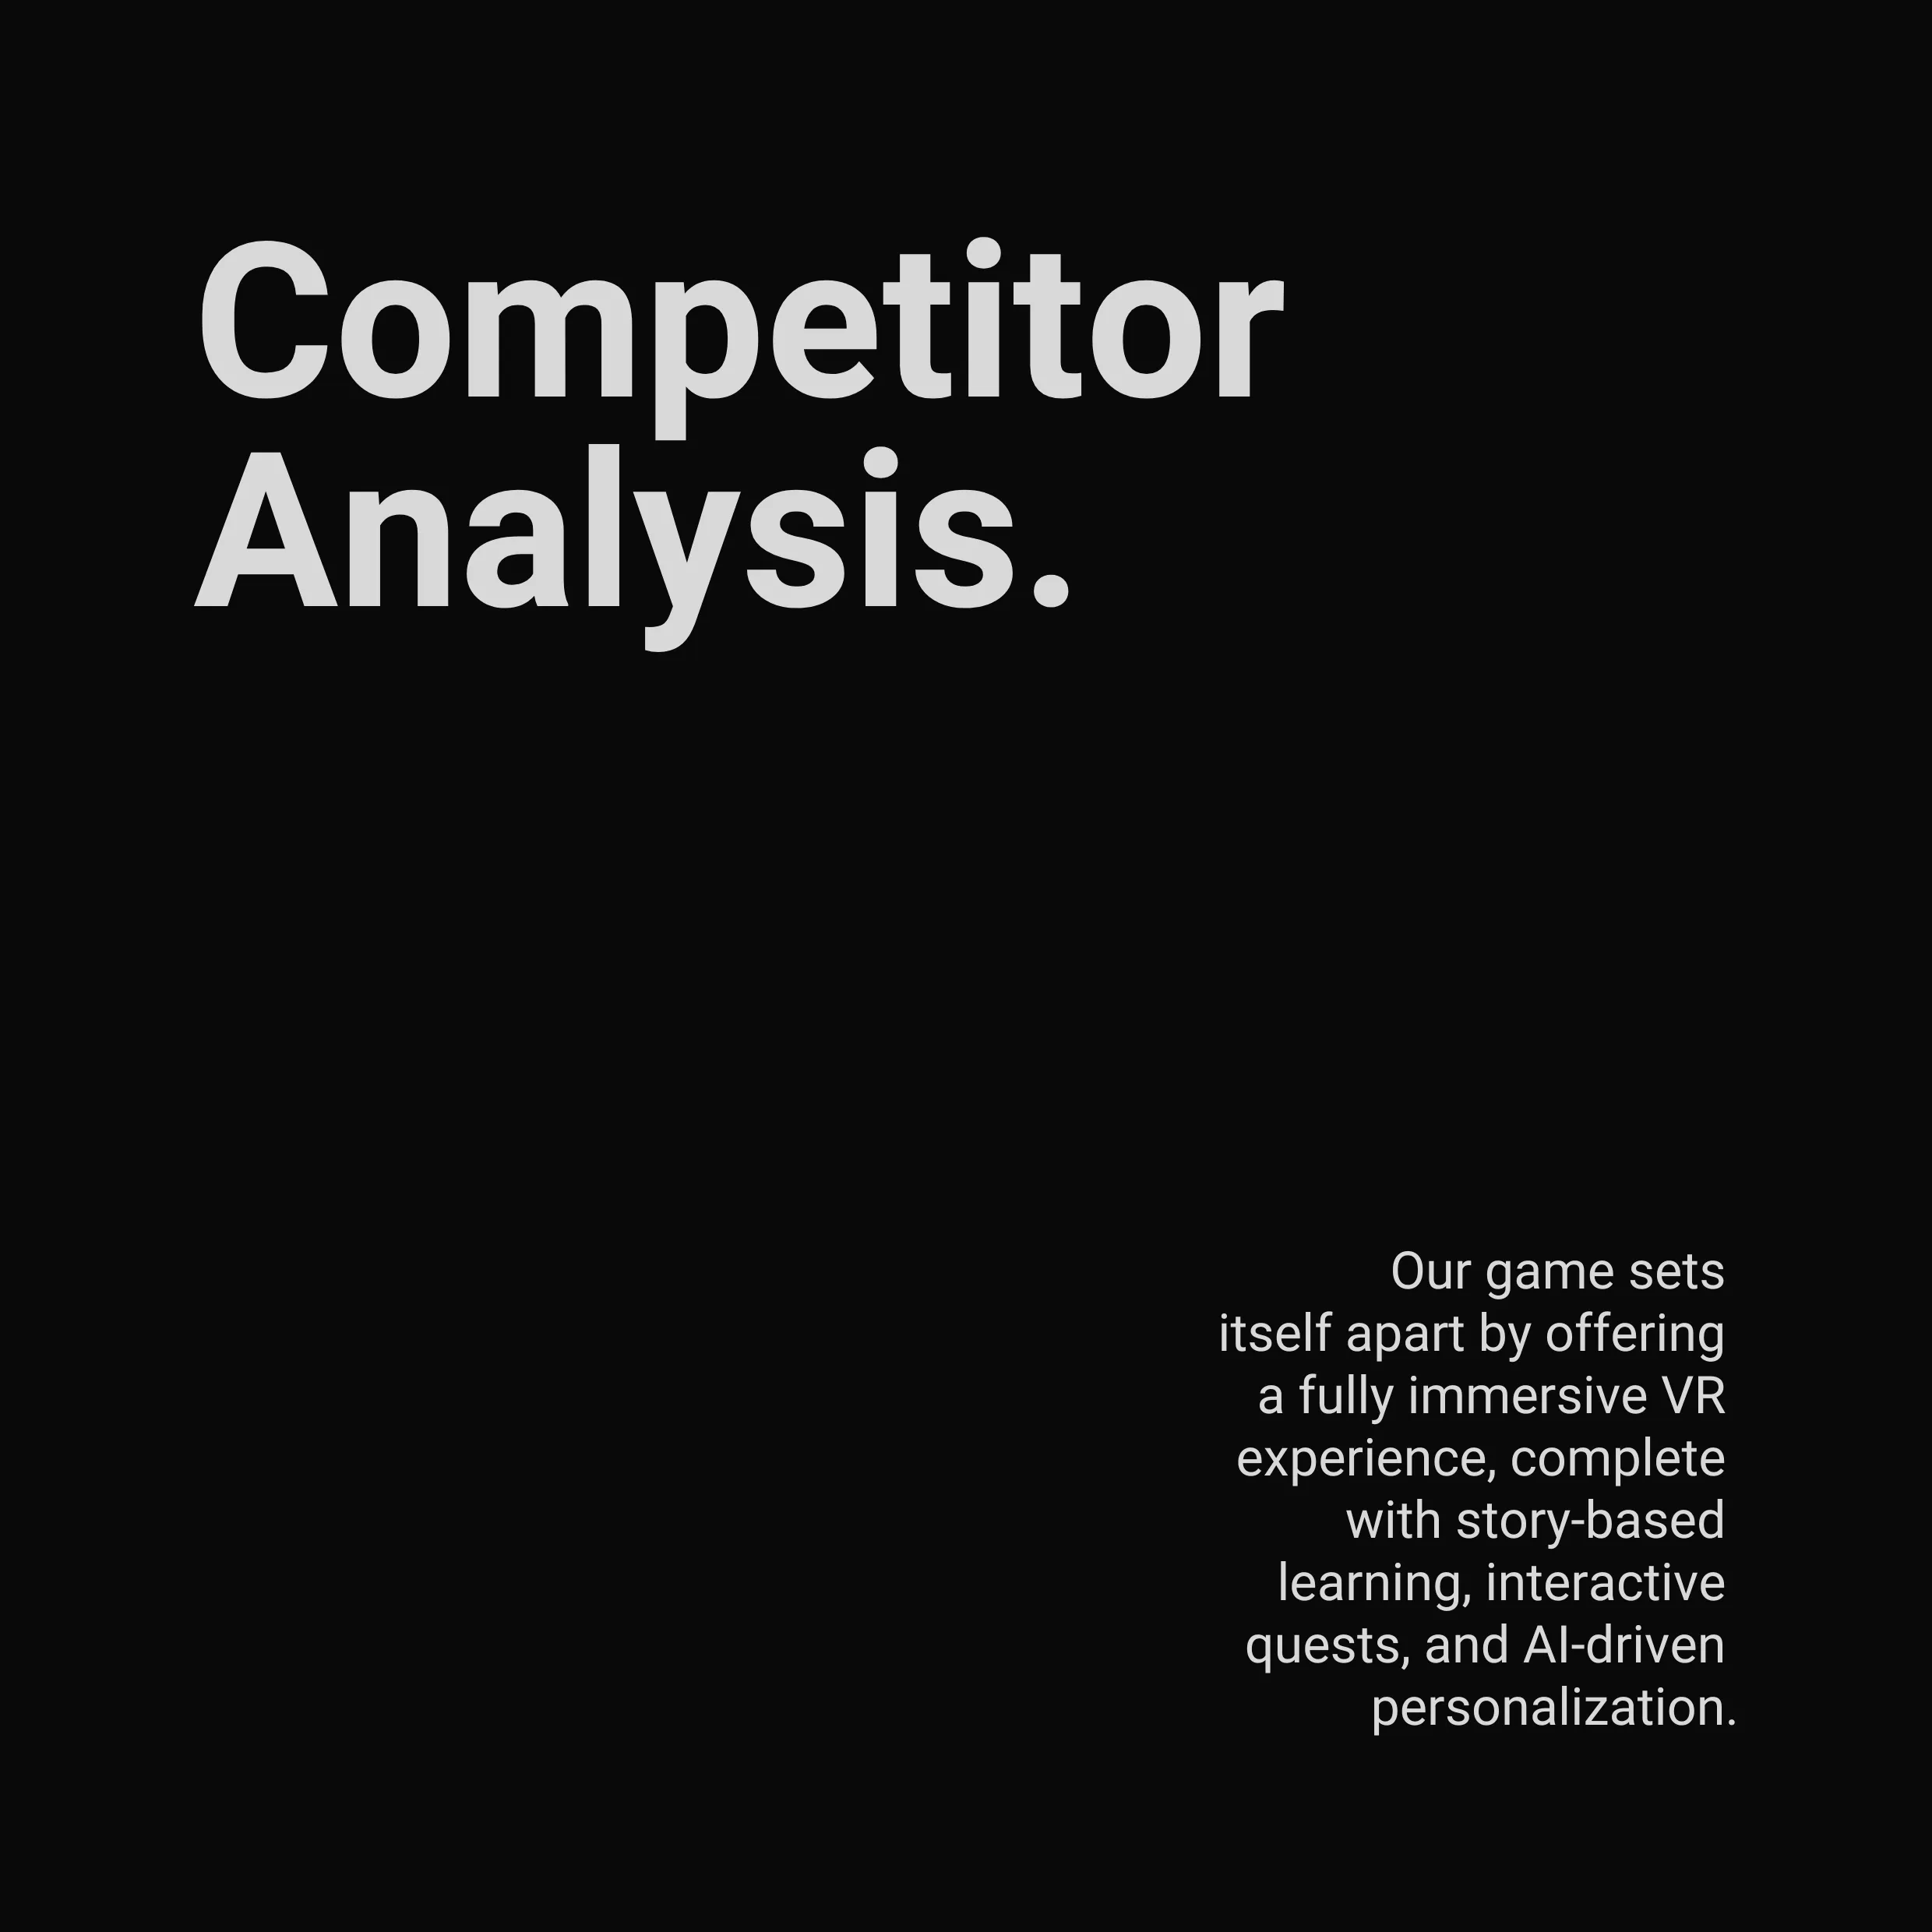 Competitor
Analysis.
Our game sets
itself apart by offering
a fully immersive VR
experience, complete
with story-based
learning, interactive
quests, and AI-driven
personalization.